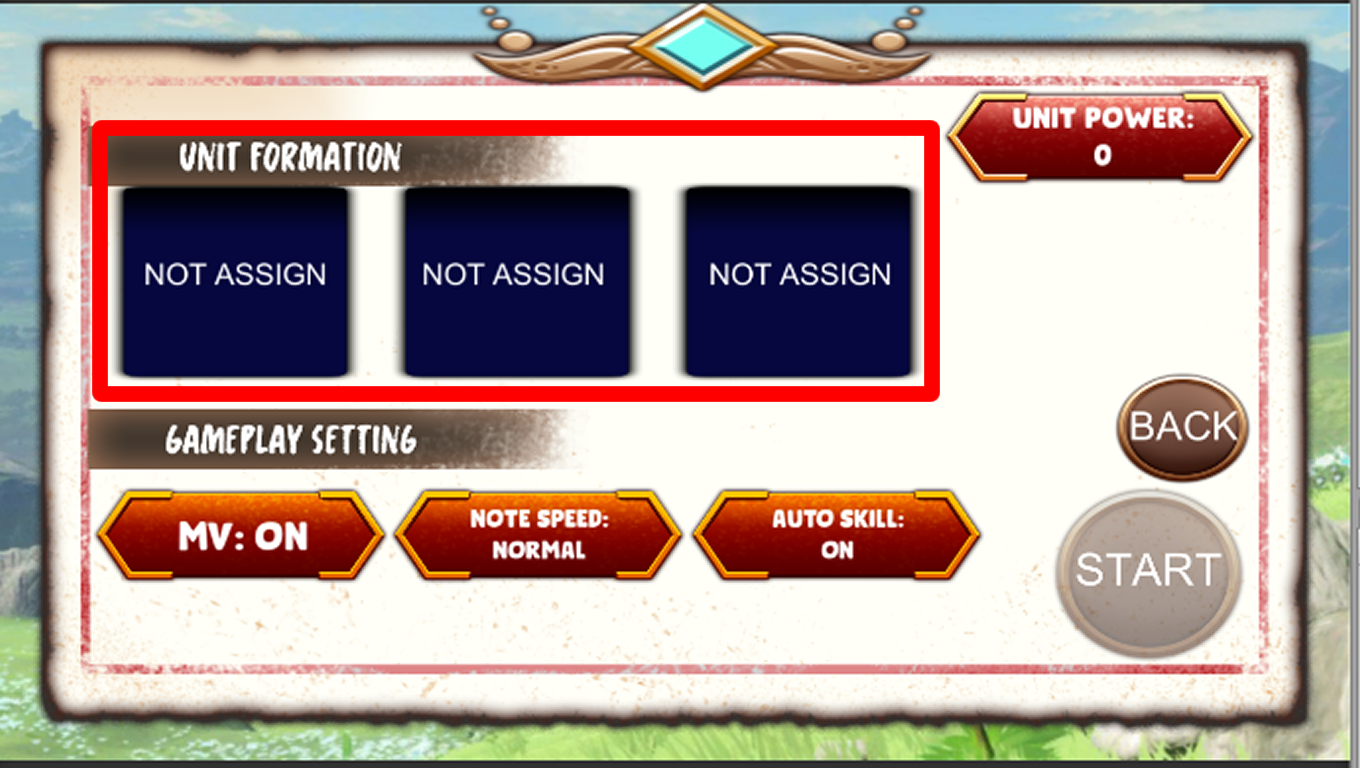 UNIT POWER:
0
UNIT FORMATION
NOT ASSIGN
NOT ASSIGN
NOT ASSIGN
BACK
GAMEPLAY SETTING
MV: ON
NOTE SPEED:
NORMAL
AUTO SKILL:
ON
START